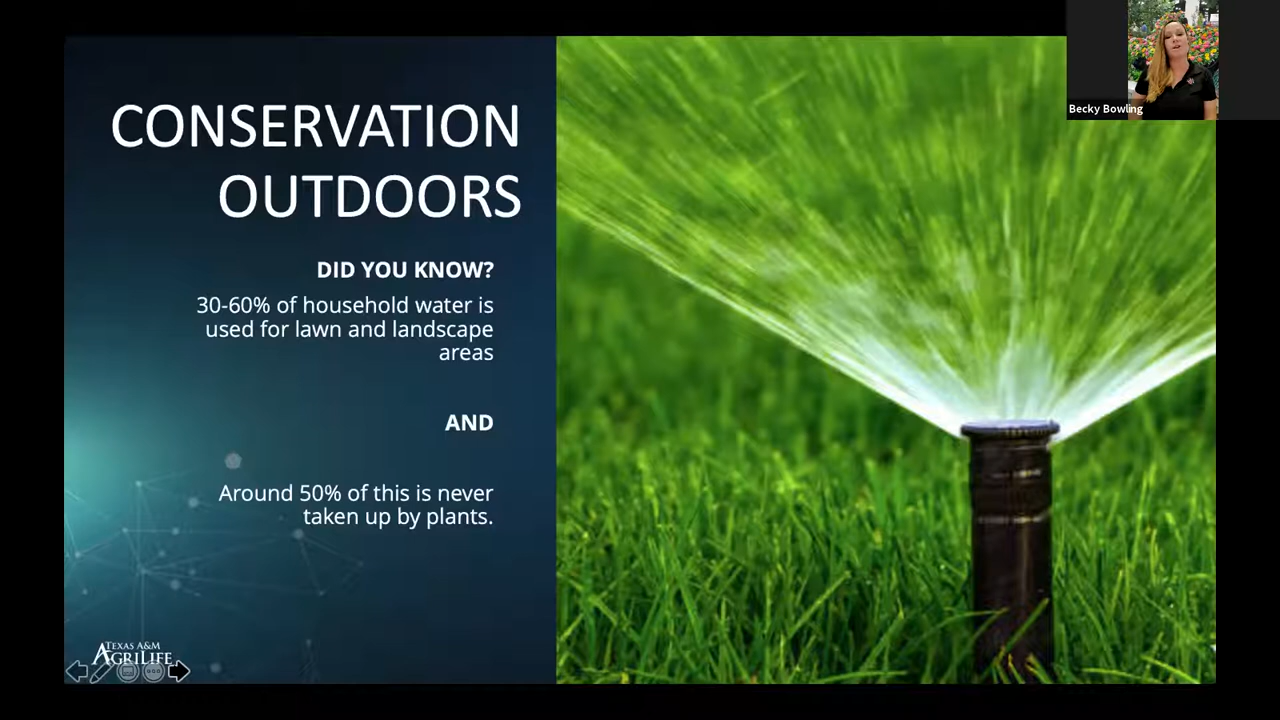 CONSERVATION
OUTDOORS
DID YOU KNOW?
30-60% of household water is
used for lawn and landscape
areas
AND
Around 50% of this is never
taken up by plants.
TEXAS A&M
AGRILIFE
Becky Bowling